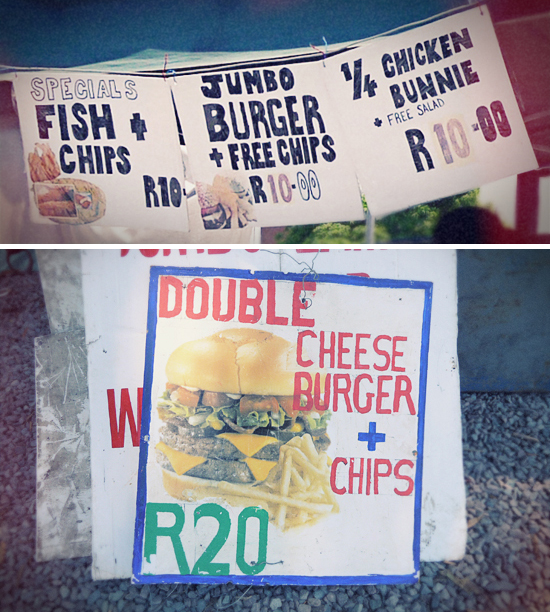 SPECIALS
FISH +
CHIPS
R10
JUMBO
BURGER
+ FREE CHIPS
R10-00
1/4 CHICKEN
BUNNIE
+ FREE SALAD
R10-00
DOUBLE
CHEESE
BURGER
+
CHIPS
R20
W